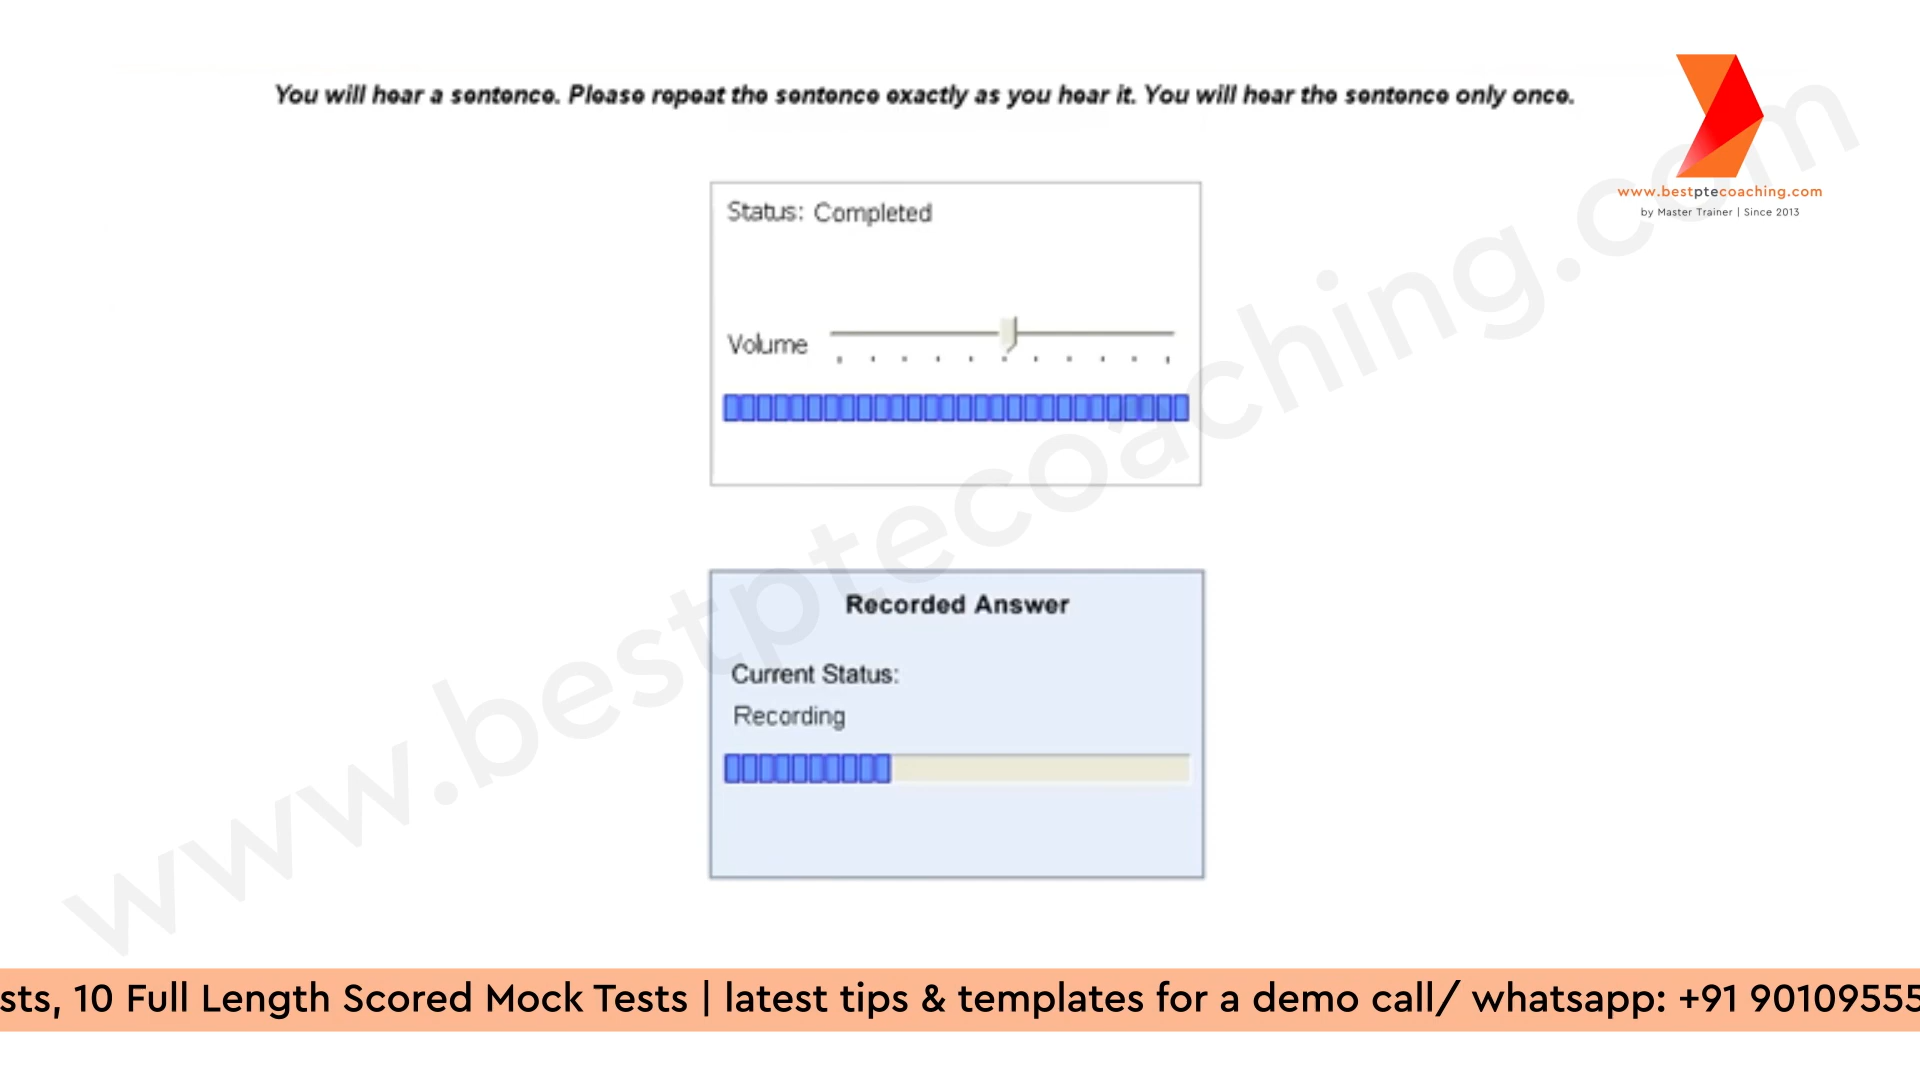 You will hear a sentence. Please repeat the sentence exactly as you hear it. You will hear the sentence only once.
www.bestptecoaching.com
by Master Trainer | Since 2013
Status: Completed
Volume
Recorded Answer
Current Status:
Recording
www.bestptecoaching.com
sts, 10 Full Length Scored Mock Tests | latest tips & templates for a demo call/ whatsapp: +91 90109555